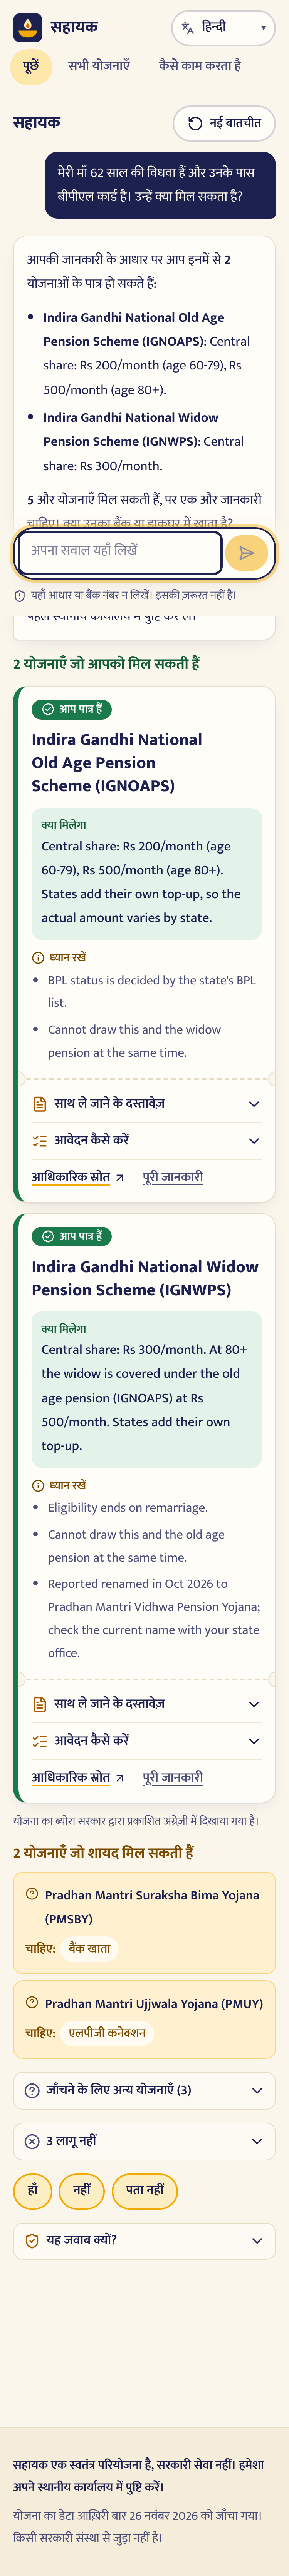 सहायक
हिन्दी
पूछें
सभी योजनाएँ
कैसे काम करता है
सहायक
नई बातचीत
मेरी माँ 62 साल की विधवा हैं और उनके पास
बीपीएल कार्ड है। उन्हें क्या मिल सकता है?
आपकी जानकारी के आधार पर आप इनमें से 2
योजनाओं के पात्र हो सकते हैं:
Indira Gandhi National Old Age
Pension Scheme (IGNOAPS): Central
share: Rs 200/month (age 60-79), Rs
500/month (age 80+).
Indira Gandhi National Widow
Pension Scheme (IGNWPS): Central
share: Rs 300/month.
5 और योजनाएँ मिल सकती हैं, पर एक और जानकारी
चाहिए। क्या उनका बैंक या डाकघर में खाता है?
अपना सवाल यहाँ लिखें
यहाँ आधार या बैंक नंबर न लिखें। इसकी ज़रूरत नहीं है।
पहले स्थानीय कार्यालय में पुष्टि कर लें।
2 योजनाएँ जो आपको मिल सकती हैं
आप पात्र हैं
Indira Gandhi National
Old Age Pension
Scheme (IGNOAPS)
क्या मिलेगा
Central share: Rs 200/month (age
60-79), Rs 500/month (age 80+).
States add their own top-up, so the
actual amount varies by state.
ध्यान रखें
BPL status is decided by the state's BPL
list.
Cannot draw this and the widow
pension at the same time.
साथ ले जाने के दस्तावेज़
आवेदन कैसे करें
आधिकारिक स्रोत
पूरी जानकारी
आप पात्र हैं
Indira Gandhi National Widow
Pension Scheme (IGNWPS)
क्या मिलेगा
Central share: Rs 300/month. At 80+
the widow is covered under the old
age pension (IGNOAPS) at Rs
500/month. States add their own
top-up.
ध्यान रखें
Eligibility ends on remarriage.
Cannot draw this and the old age
pension at the same time.
Reported renamed in Oct 2026 to
Pradhan Mantri Vidhwa Pension Yojana;
check the current name with your state
office.
साथ ले जाने के दस्तावेज़
आवेदन कैसे करें
आधिकारिक स्रोत
पूरी जानकारी
योजना का ब्योरा सरकार द्वारा प्रकाशित अंग्रेज़ी में दिखाया गया है।
2 योजनाएँ जो शायद मिल सकती हैं
Pradhan Mantri Suraksha Bima Yojana
(PMSBY)
चाहिए: बैंक खाता
Pradhan Mantri Ujjwala Yojana (PMUY)
चाहिए: एलपीजी कनेक्शन
जाँचने के लिए अन्य योजनाएँ (3)
3 लागू नहीं
हाँ
नहीं
पता नहीं
यह जवाब क्यों?
सहायक एक स्वतंत्र परियोजना है, सरकारी सेवा नहीं। हमेशा
अपने स्थानीय कार्यालय में पुष्टि करें।
योजना का डेटा आख़िरी बार 26 नवंबर 2026 को जाँचा गया।
किसी सरकारी संस्था से जुड़ा नहीं है।